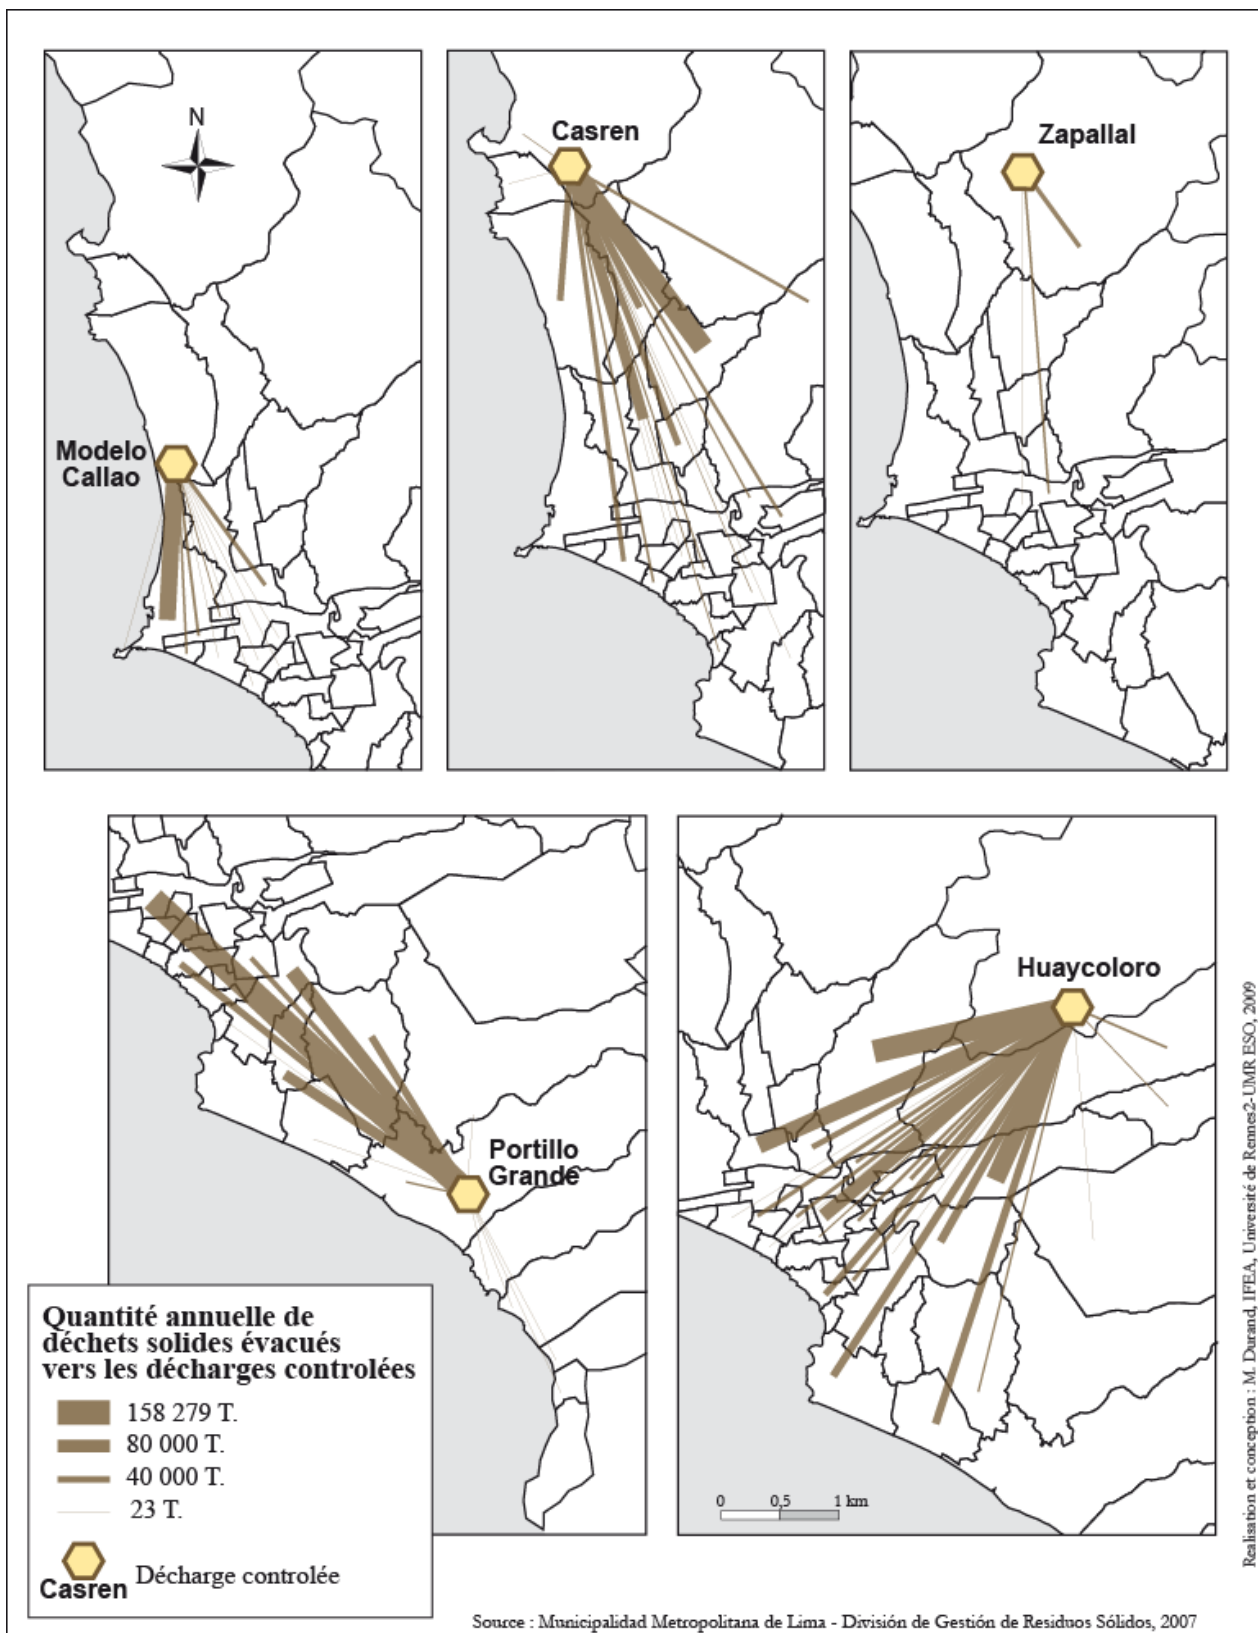 N
Modelo
Callao
Casren
Zapallal
Portillo
Grande
Huaycoloro
0 0,5 1 km
Quantité annuelle de
déchets solides évacués
vers les décharges controlées
158 279 T.
80 000 T.
40 000 T.
23 T.
Casren
Décharge controlée
Source : Municipalidad Metropolitana de Lima - División de Gestión de Residuos Sólidos, 2007
Realisation et conception : M. Durand, IFEA, Université de Rennes2-UMR ESO, 2009